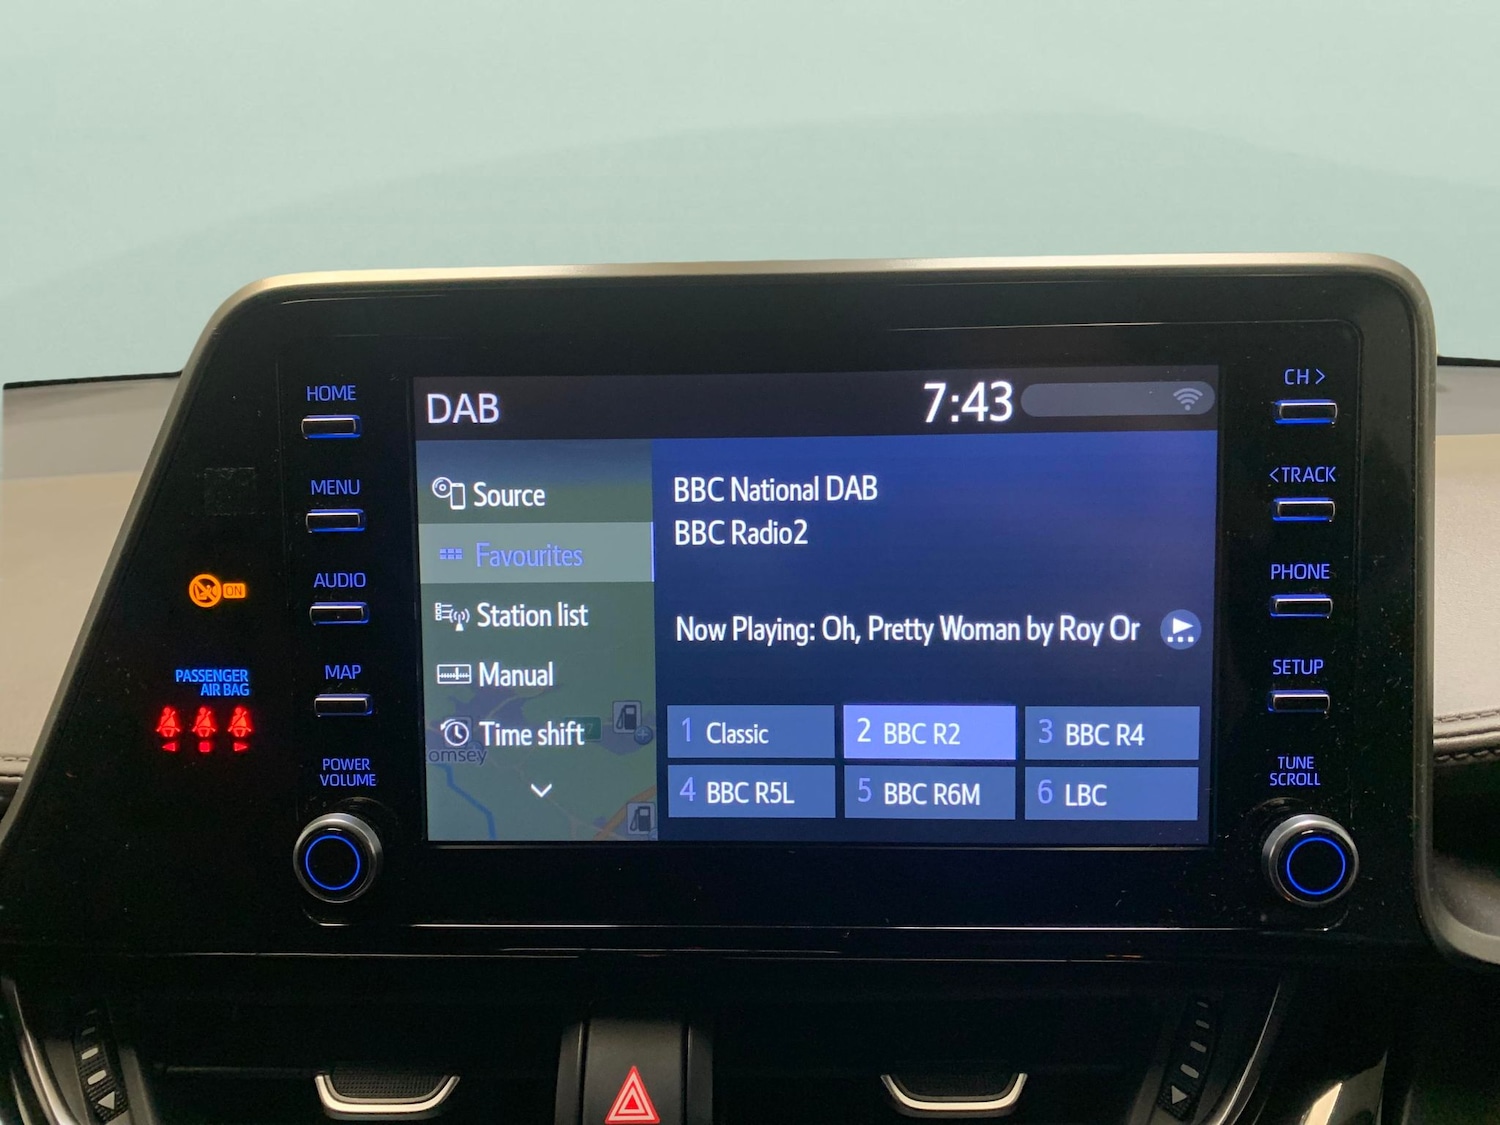 HOME
MENU
AUDIO
MAP
POWER
VOLUME
ON
PASSENGER
AIR BAG
DAB
7:43
Source
Favourites
Station list
Manual
Time shift
omsey
BBC National DAB
BBC Radio2
Now Playing: Oh, Pretty Woman by Roy Or
1 Classic
2 BBC R2
3 BBC R4
4 BBC R5L
5 BBC R6M
6 LBC
CH >
< TRACK
PHONE
SETUP
TUNE
SCROLL